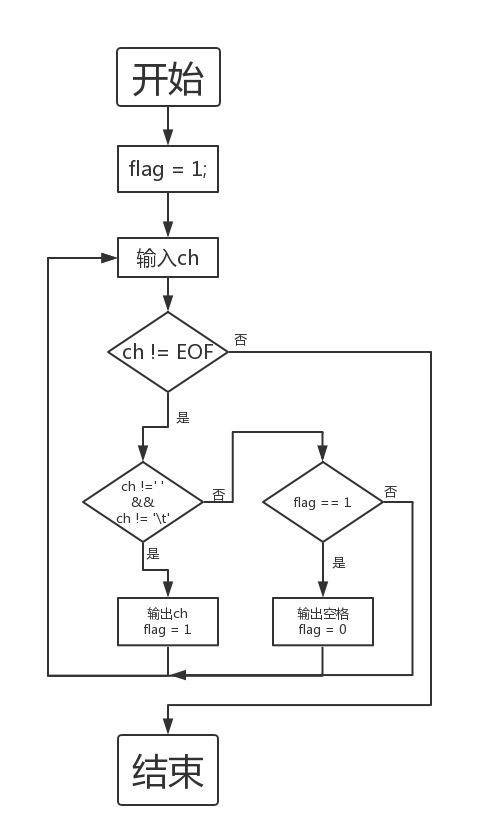 开始
flag = 1;
输入ch
ch != EOF
否
是
ch !=' '
&&
ch != '\t'
否
flag == 1
否
是
是
输出ch
flag = 1
输出空格
flag = 0
结束